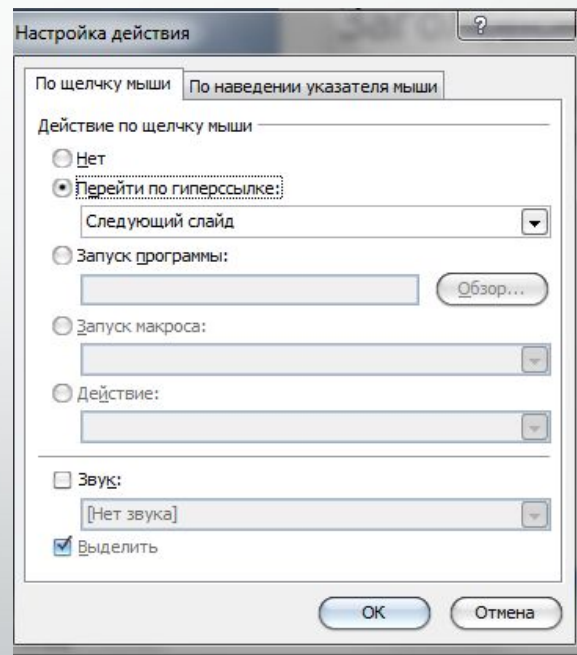 Настройка действия
?
По щелчку мыши
По наведении указателя мыши
Действие по щелчку мыши
Нет
Перейти по гиперссылке:
Следующий слайд
Запуск программы:
Обзор...
Запуск макроса:
Действие:
Звук:
[Нет звука]
Выделить
ОК
Отмена